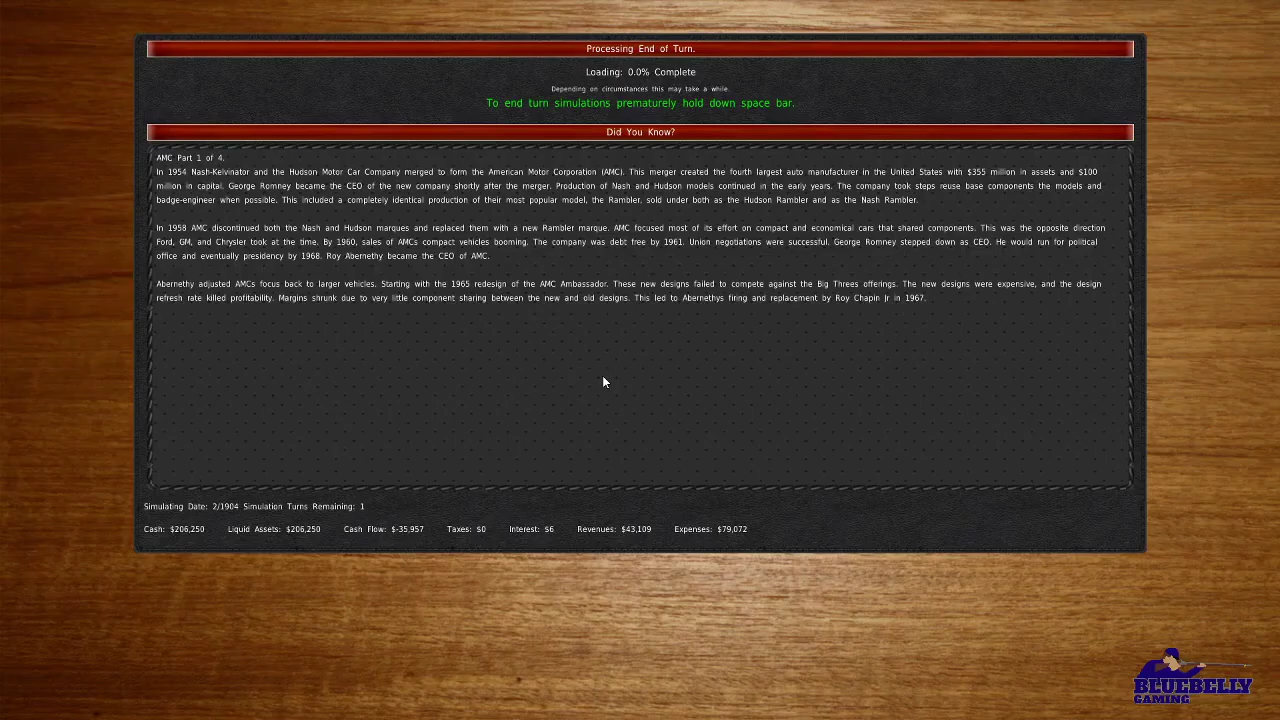 Processing End of Turn.
Loading: 0.0% Complete
Depending on circumstances this may take a while.
To end turn simulations prematurely hold down space bar.
Did You Know?
AMC Part 1 of 4.
In 1954 Nash-Kelvinator and the Hudson Motor Car Company merged to form the American Motor Corporation (AMC). This merger created the fourth largest auto manufacturer in the United States with $355 million in assets and $100
million in capital. George Romney became the CEO of the new company shortly after the merger. Production of Nash and Hudson models continued in the early years. The company took steps reuse base components the models and
badge-engineer when possible. This included a completely identical production of their most popular model, the Rambler, sold under both as the Hudson Rambler and as the Nash Rambler.
In 1958 AMC discontinued both the Nash and Hudson marques and replaced them with a new Rambler marque. AMC focused most of its effort on compact and economical cars that shared components. This was the opposite direction
Ford, GM, and Chrysler took at the time. By 1960, sales of AMCs compact vehicles booming. The company was debt free by 1961. Union negotiations were successful. George Romney stepped down as CEO. He would run for political
office and eventually presidency by 1968. Roy Abernethy became the CEO of AMC.
Abernethy adjusted AMCs focus back to larger vehicles. Starting with the 1965 redesign of the AMC Ambassador. These new designs failed to compete against the Big Threes offerings. The new designs were expensive, and the design
refresh rate killed profitability. Margins shrunk due to very little component sharing between the new and old designs. This led to Abernethys firing and replacement by Roy Chapin Jr in 1967.
Simulating Date: 2/1904 Simulation Turns Remaining: 1
Cash: $206,250 Liquid Assets: $206,250 Cash Flow: $-35,957 Taxes: $0 Interest: $6 Revenues: $43,109 Expenses: $79,072
BLUEBELLY
GAMING